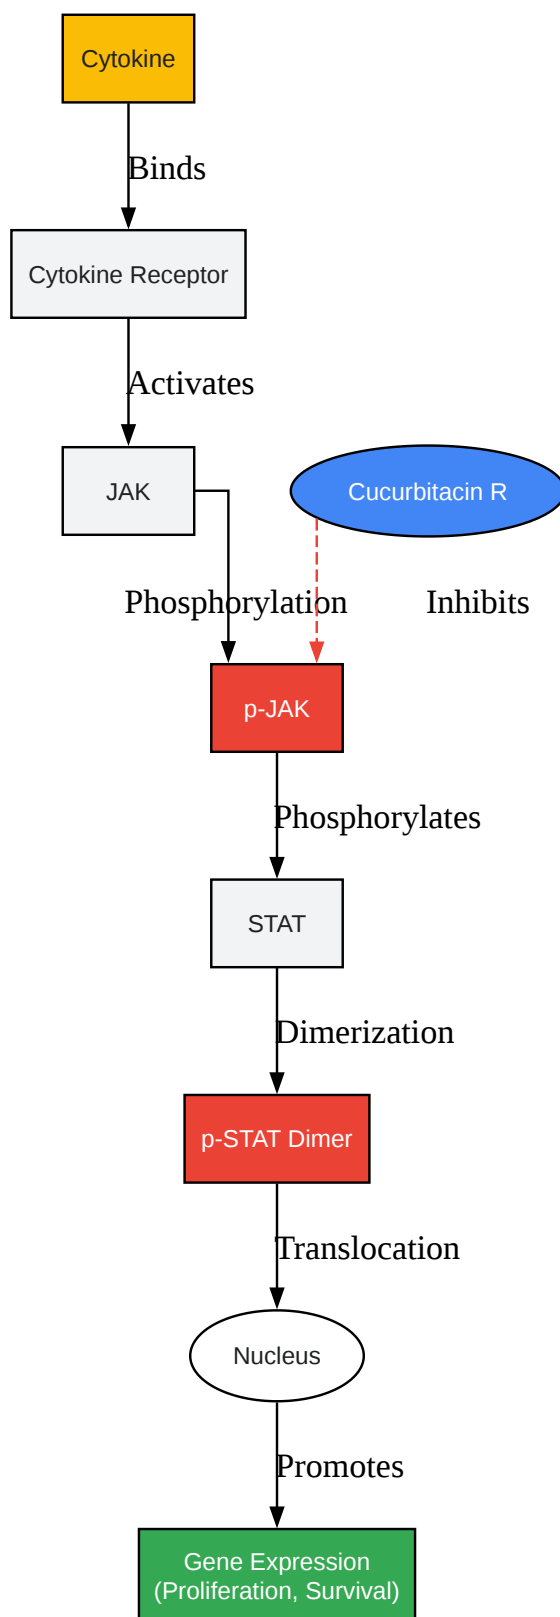 Cytokine
Binds
Cytokine Receptor
Activates
JAK
Cucurbitacin R
Phosphorylation
Inhibits
p-JAK
Phosphorylates
STAT
Dimerization
p-STAT Dimer
Translocation
Nucleus
Promotes
Gene Expression
(Proliferation, Survival)